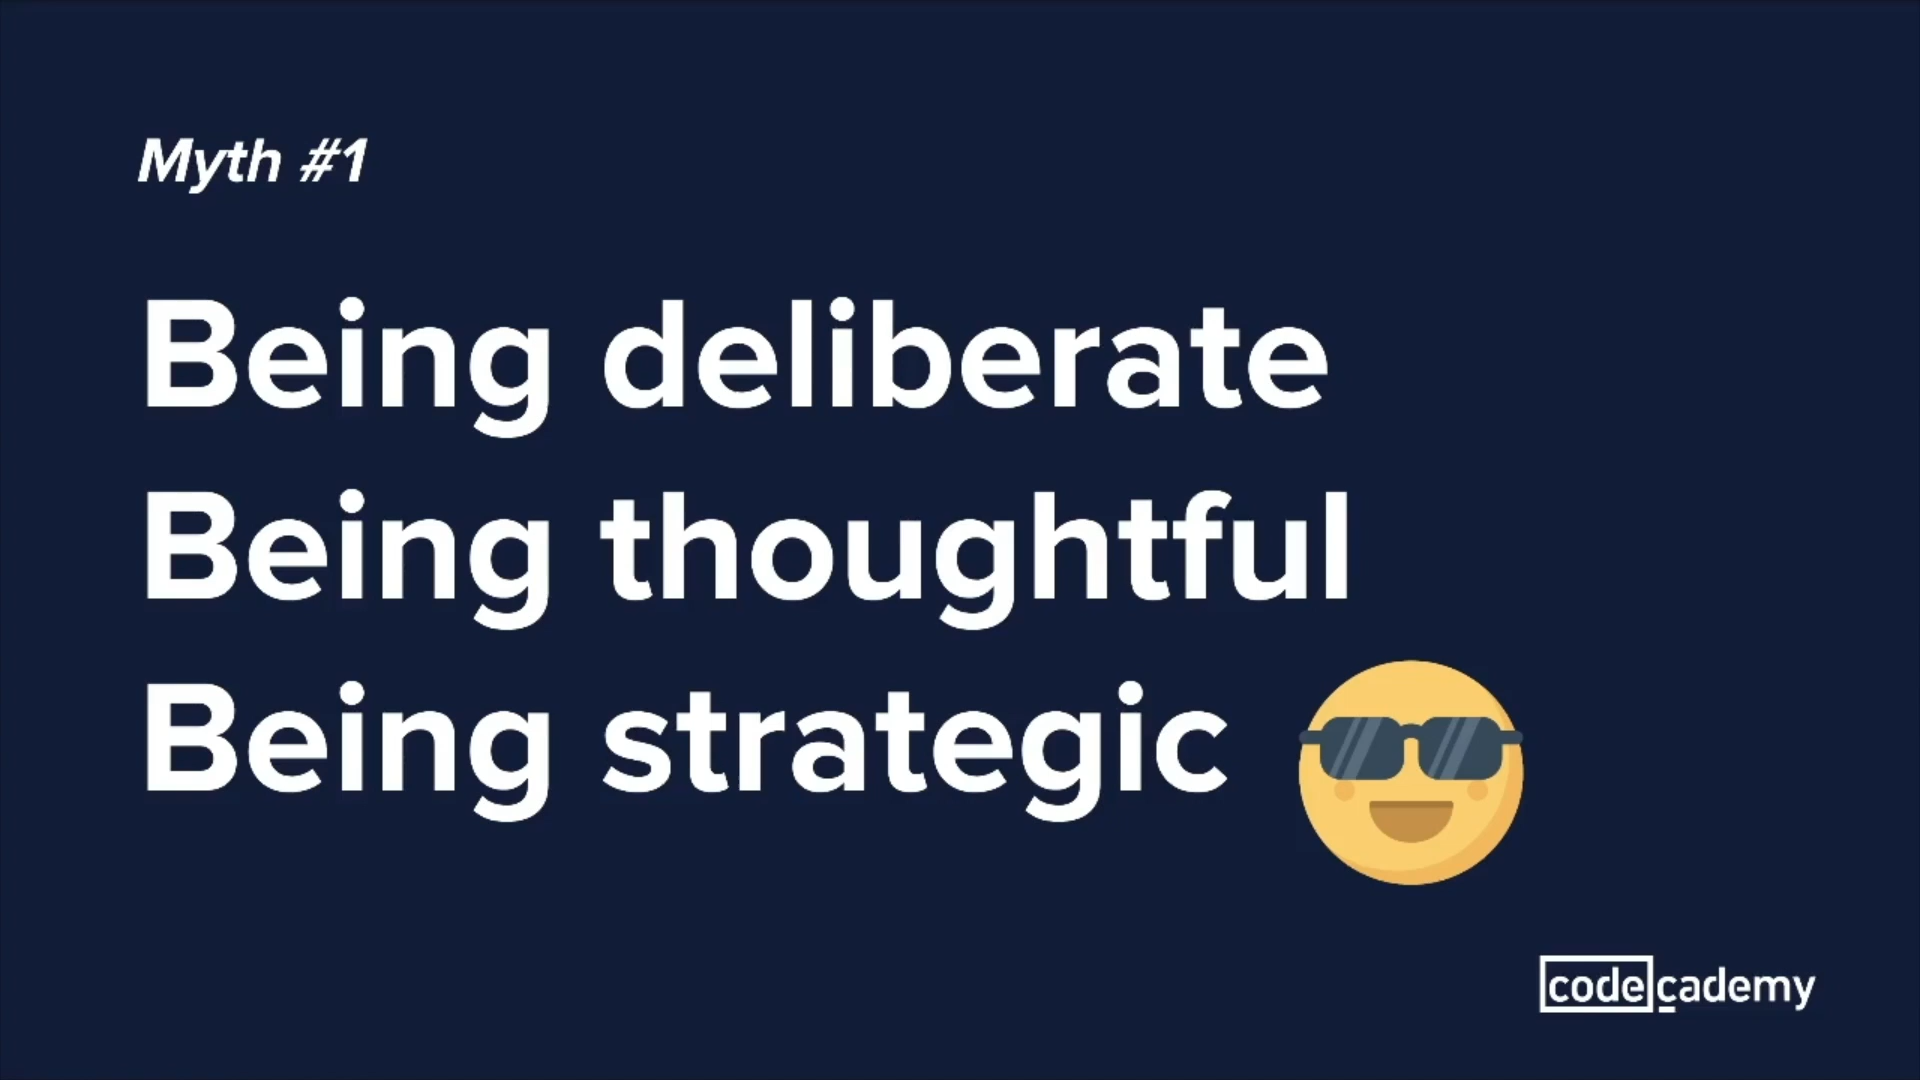 Myth #1
Being deliberate
Being thoughtful
Being strategic
codecademy